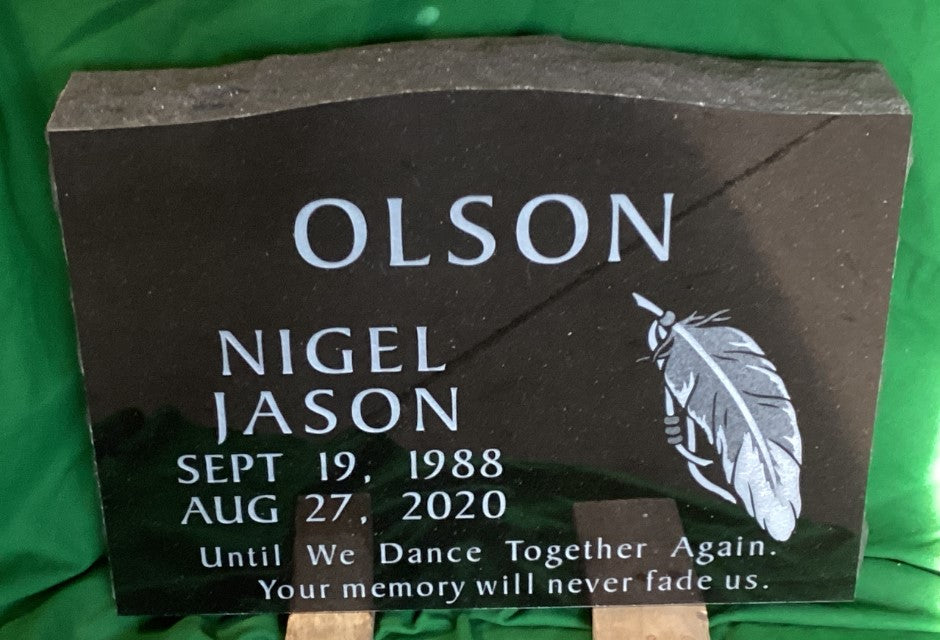 OLSON
NIGEL
JASON
SEPT 19, 1988
AUG 27, 2020
Until We Dance Together Again.
Your memory will never fade us.